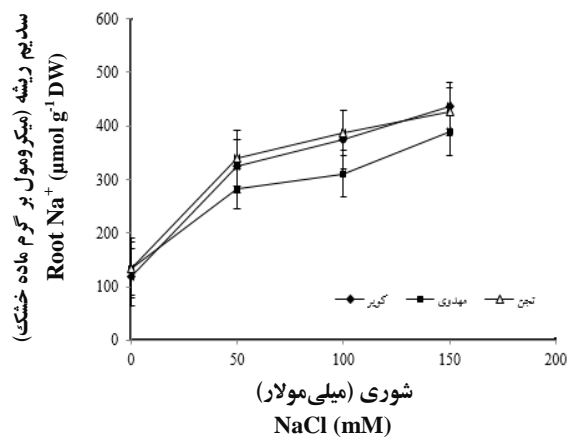 سدیم ریشه (میکرومول بر گرم ماده خشک)
Root Na⁺ (µmol g⁻¹ DW)
600
500
400
300
200
100
0
کویر
مهدوی
تجن
0 50 100 150 200
شوری (میلی‌مولار)
NaCl (mM)